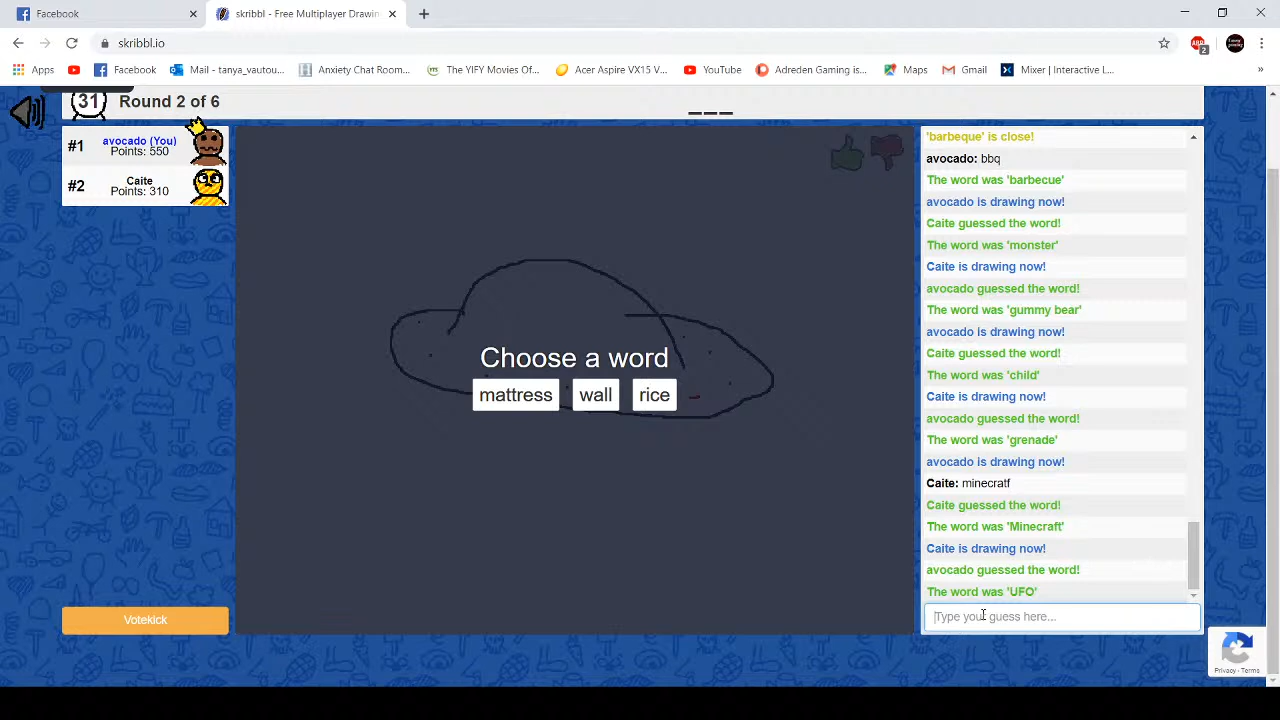 Facebook
skribbl - Free Multiplayer Drawin
skribbl.io
Apps
Facebook
Mail - tanya_vautou...
Anxiety Chat Room...
The YIFY Movies Of...
Acer Aspire VX15 V...
YouTube
Adreden Gaming is...
Maps
Gmail
Mixer | Interactive L...
2
31
Round 2 of 6
_ _ _
#1
avocado (You)
Points: 550
#2
Caite
Points: 310
Choose a word
mattress
wall
rice
'barbeque' is close!
avocado: bbq
The word was 'barbecue'
avocado is drawing now!
Caite guessed the word!
The word was 'monster'
Caite is drawing now!
avocado guessed the word!
The word was 'gummy bear'
avocado is drawing now!
Caite guessed the word!
The word was 'child'
Caite is drawing now!
avocado guessed the word!
The word was 'grenade'
avocado is drawing now!
Caite: minecratf
Caite guessed the word!
The word was 'Minecraft'
Caite is drawing now!
avocado guessed the word!
The word was 'UFO'
Type your guess here...
Votekick
Privacy - Terms